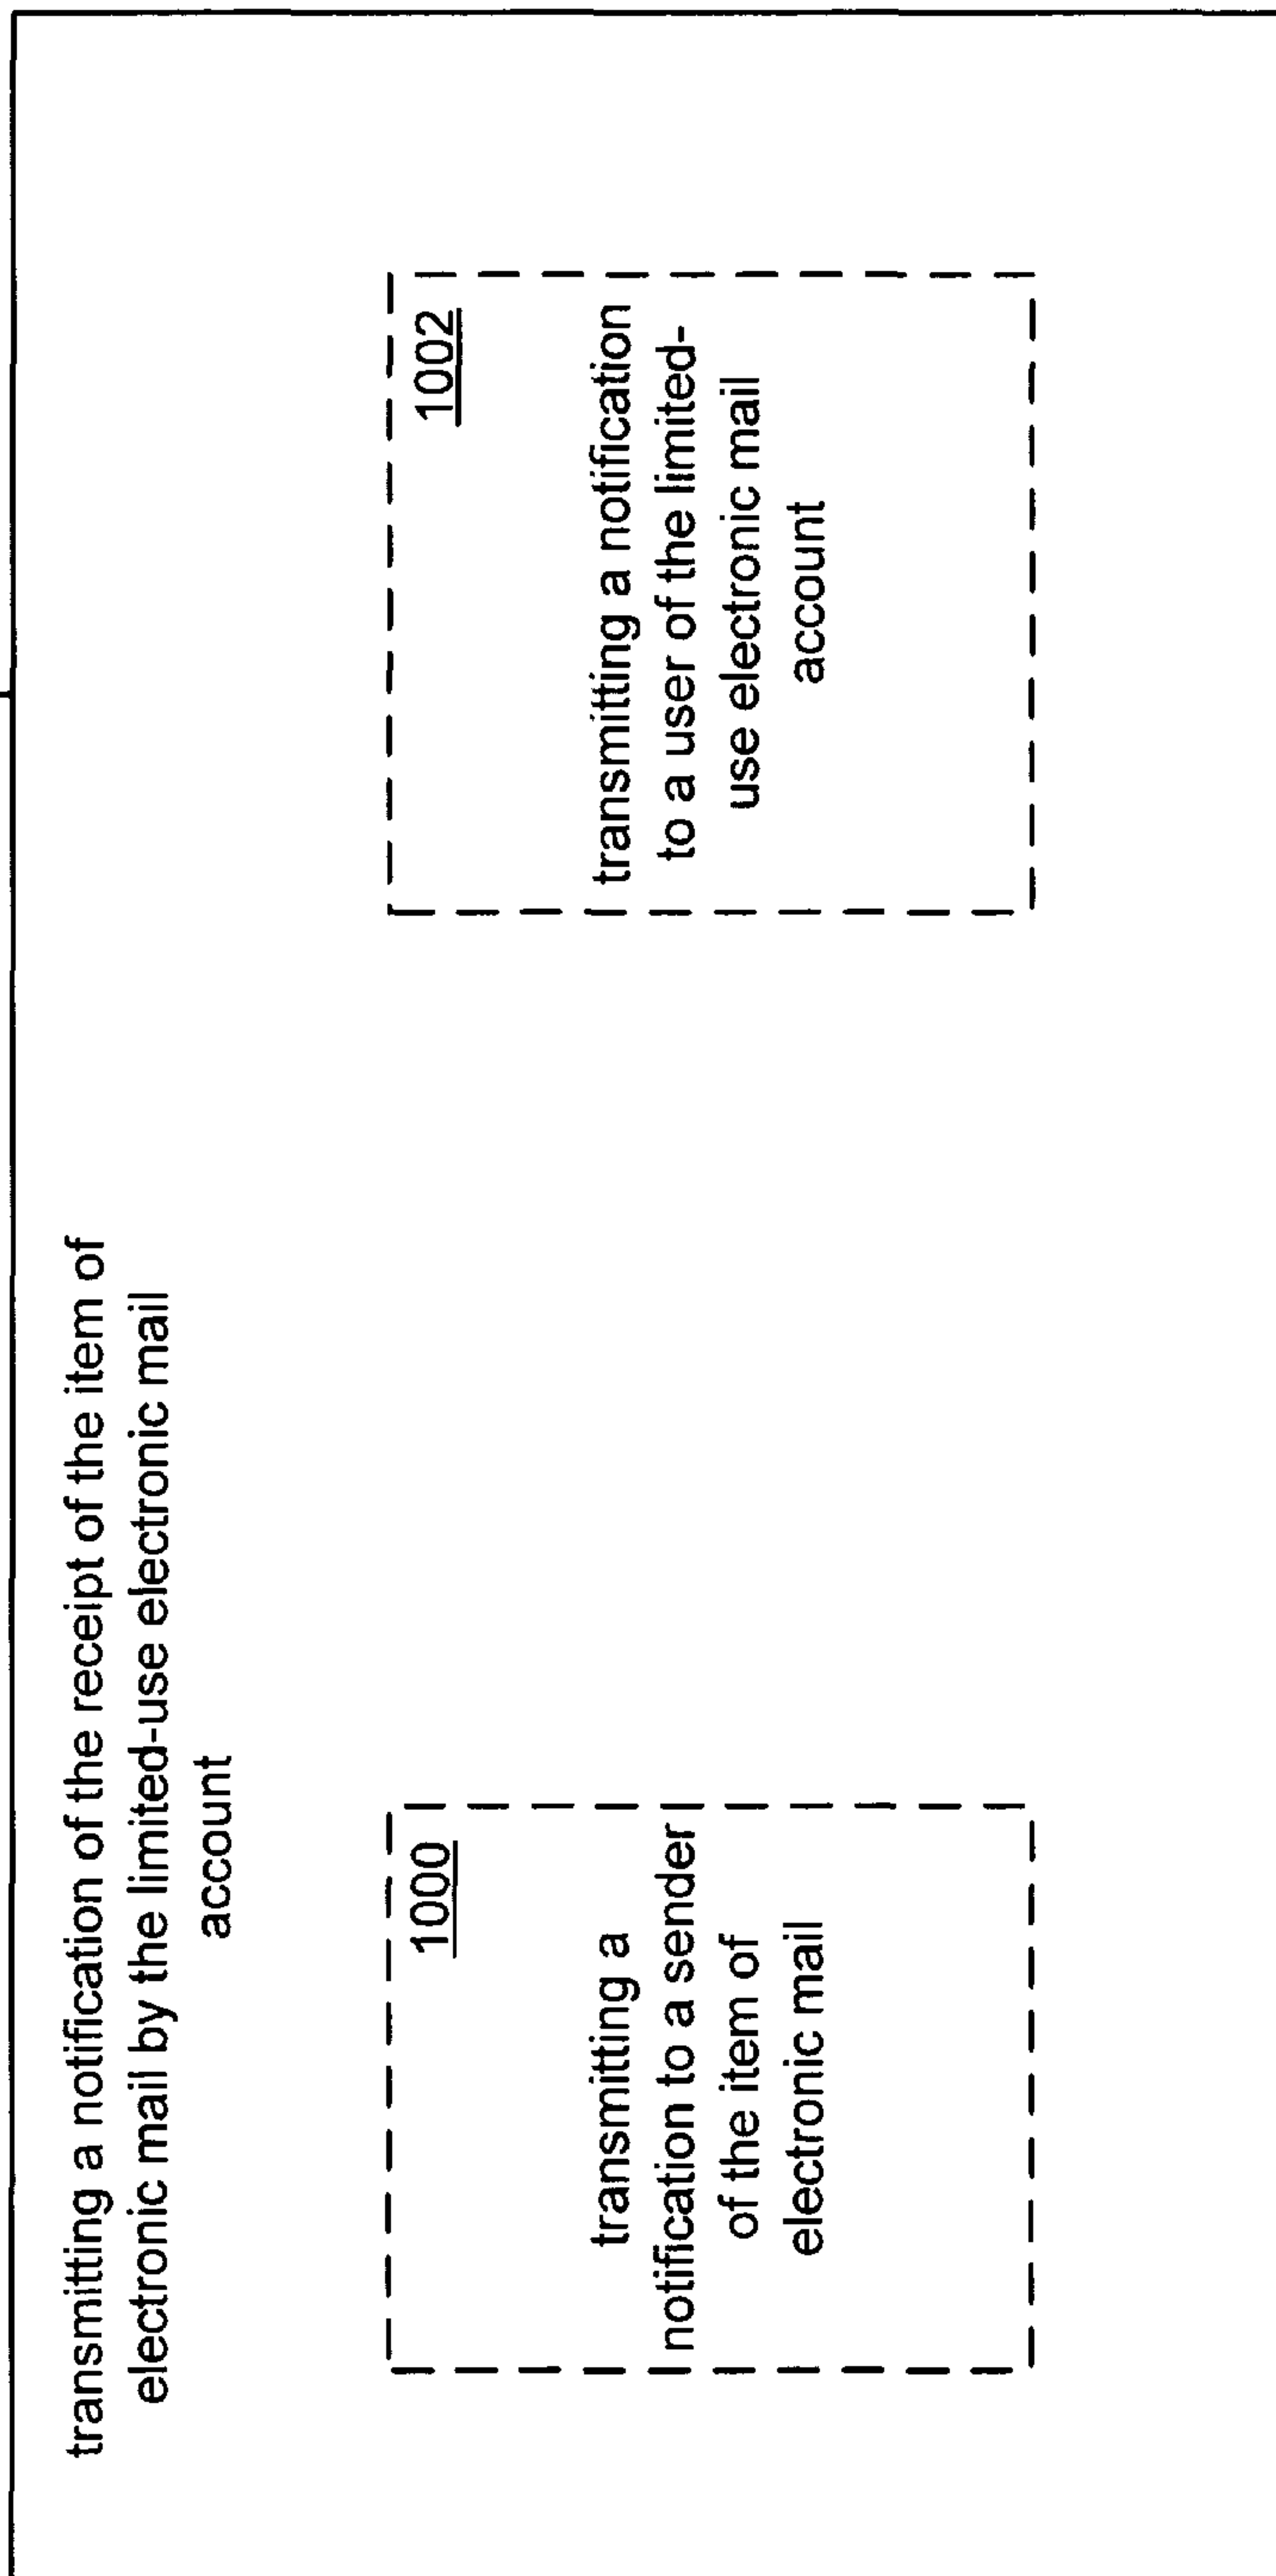 transmitting a notification of the receipt of the item of
electronic mail by the limited-use electronic mail
account
1000
transmitting a
notification to a sender
of the item of
electronic mail
1002
transmitting a notification
to a user of the limited-
use electronic mail
account